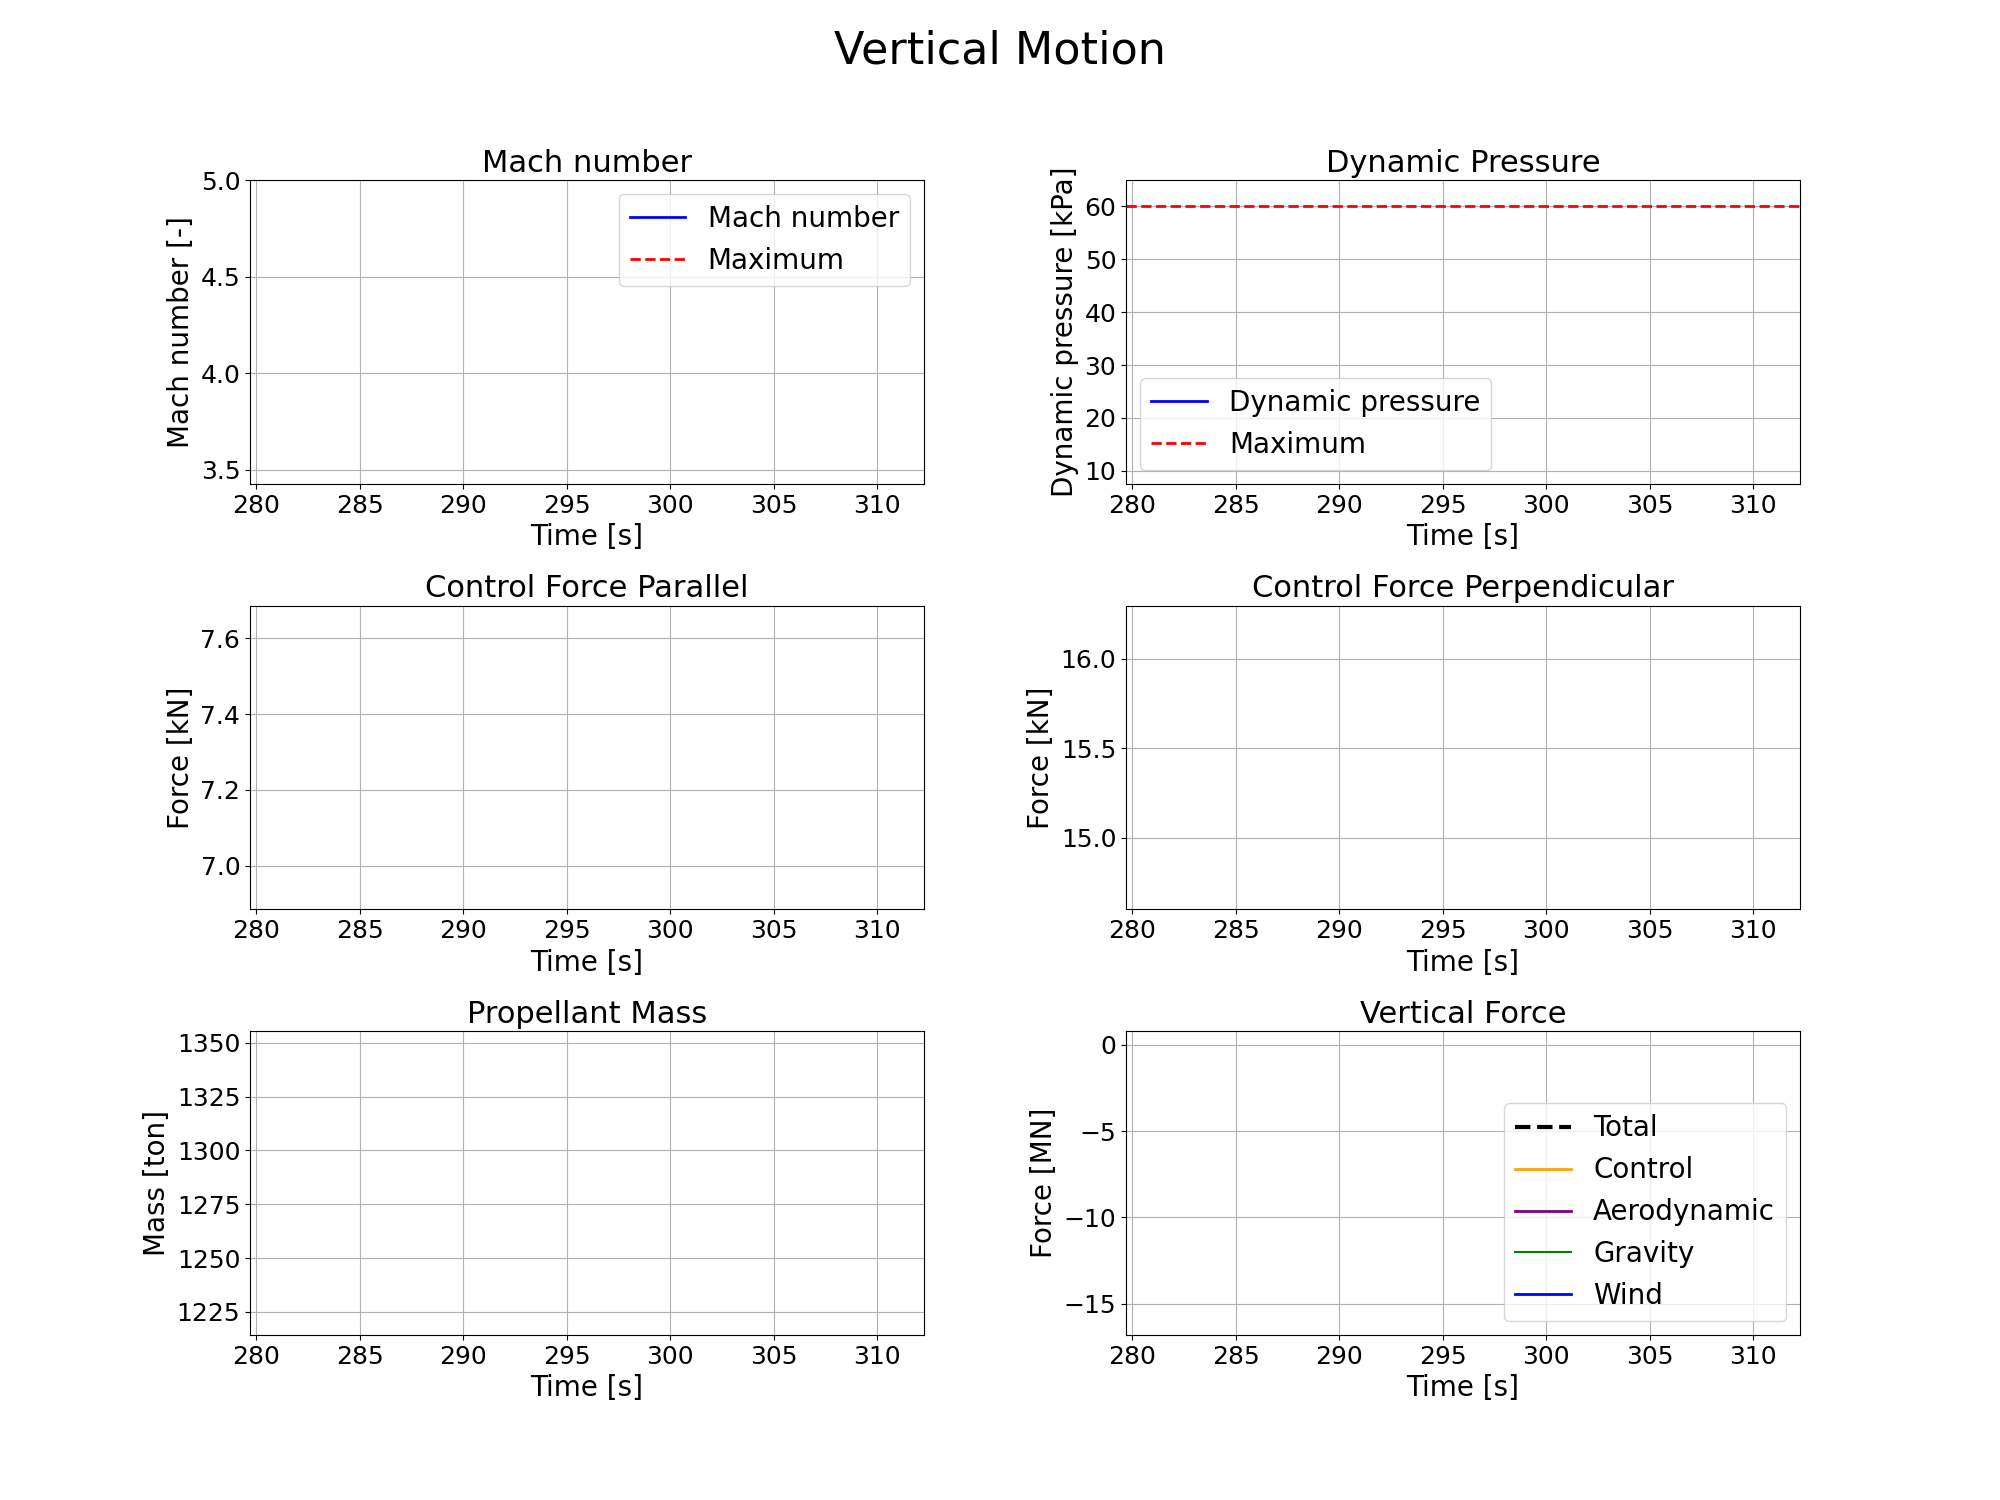 Vertical Motion
Mach number
Mach number [-]
5.0
4.5
4.0
3.5
Mach number
Maximum
280 285 290 295 300 305 310
Time [s]
Dynamic Pressure
Dynamic pressure [kPa]
60
50
40
30
20
10
Dynamic pressure
Maximum
280 285 290 295 300 305 310
Time [s]
Control Force Parallel
Force [kN]
7.6
7.4
7.2
7.0
280 285 290 295 300 305 310
Time [s]
Control Force Perpendicular
Force [kN]
16.0
15.5
15.0
280 285 290 295 300 305 310
Time [s]
Propellant Mass
Mass [ton]
1350
1325
1300
1275
1250
1225
280 285 290 295 300 305 310
Time [s]
Vertical Force
Force [MN]
0
−5
−10
−15
Total
Control
Aerodynamic
Gravity
Wind
280 285 290 295 300 305 310
Time [s]